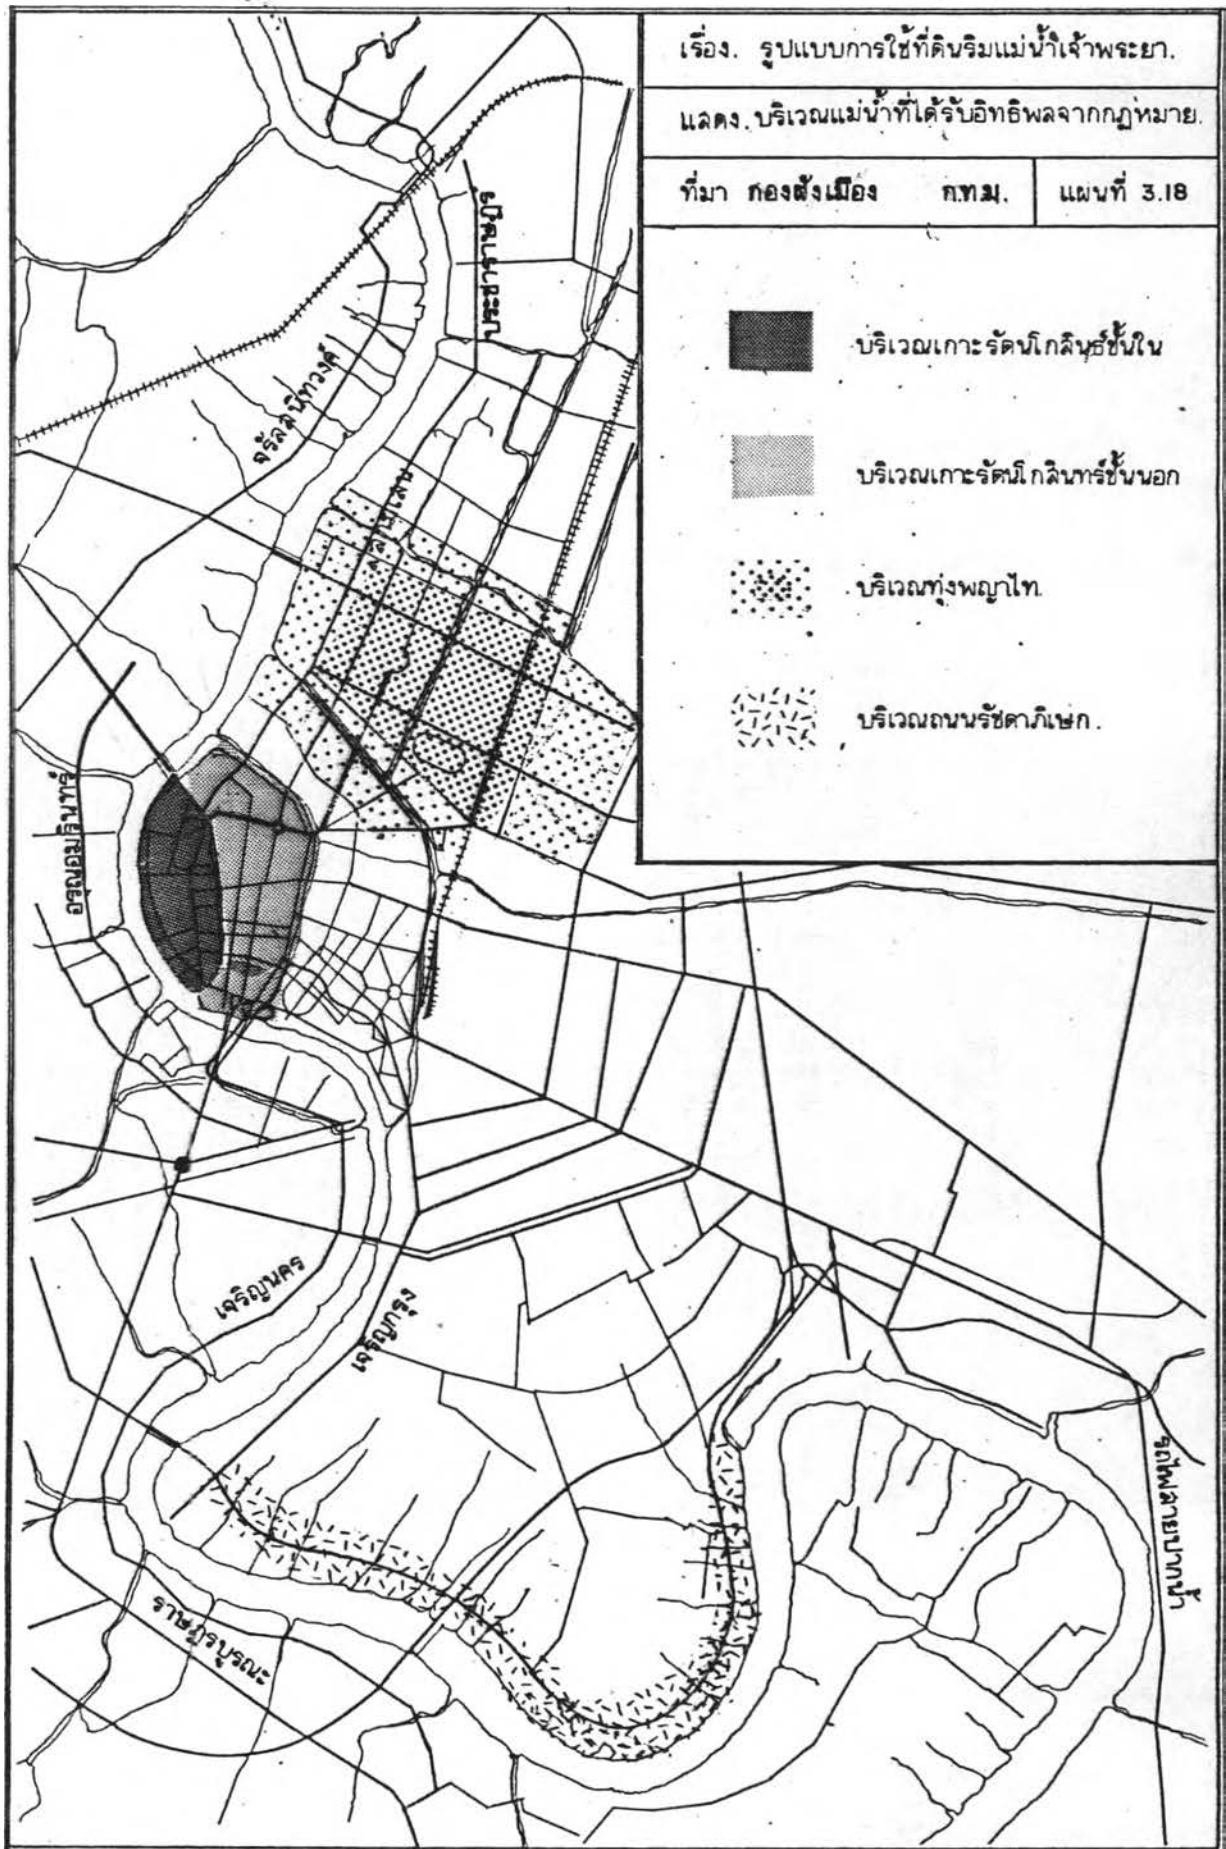 เรื่อง. รูปแบบการใช้ที่ดินริมแม่น้ำเจ้าพระยา.
แสดง. บริเวณแม่น้ำที่ได้รับอิทธิพลจากกฎหมาย.
ที่มา กองผังเมือง ก.ท.ม. แผ่นที่ 3.18
บริเวณเกาะรัตนโกสินธ์ชั้นใน
บริเวณเกาะรัตนโกสินทร์ชั้นนอก
บริเวณทุ่งพญาไท
บริเวณถนนรัชดาภิเษก.
ประชาราษฎร์
จรัลสนิทวงศ์
สามเสน
อรุณอมรินทร์
เจริญนคร
เจริญกรุง
รถไฟสายปากน้ำ